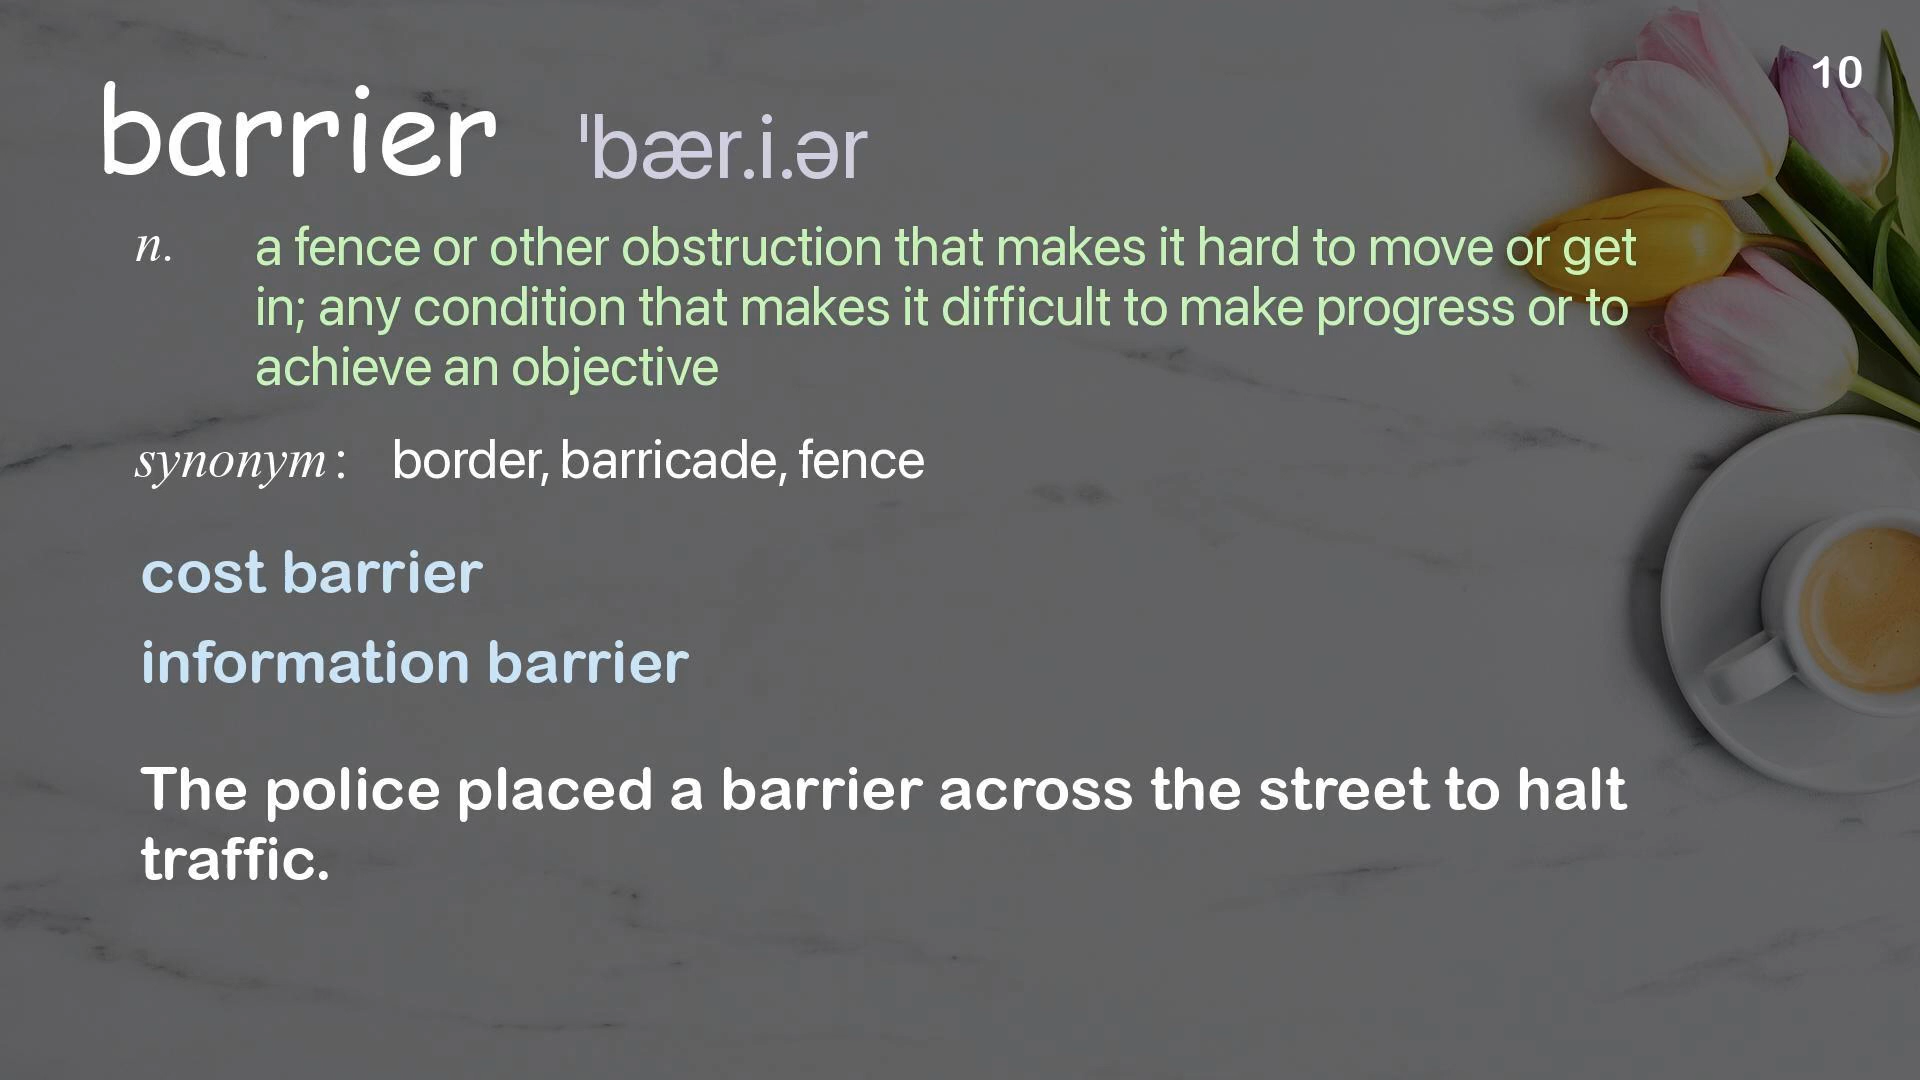 10
barrier ˈbær.i.ər
n. a fence or other obstruction that makes it hard to move or get
in; any condition that makes it difficult to make progress or to
achieve an objective
synonym: border, barricade, fence
cost barrier
information barrier
The police placed a barrier across the street to halt
traffic.